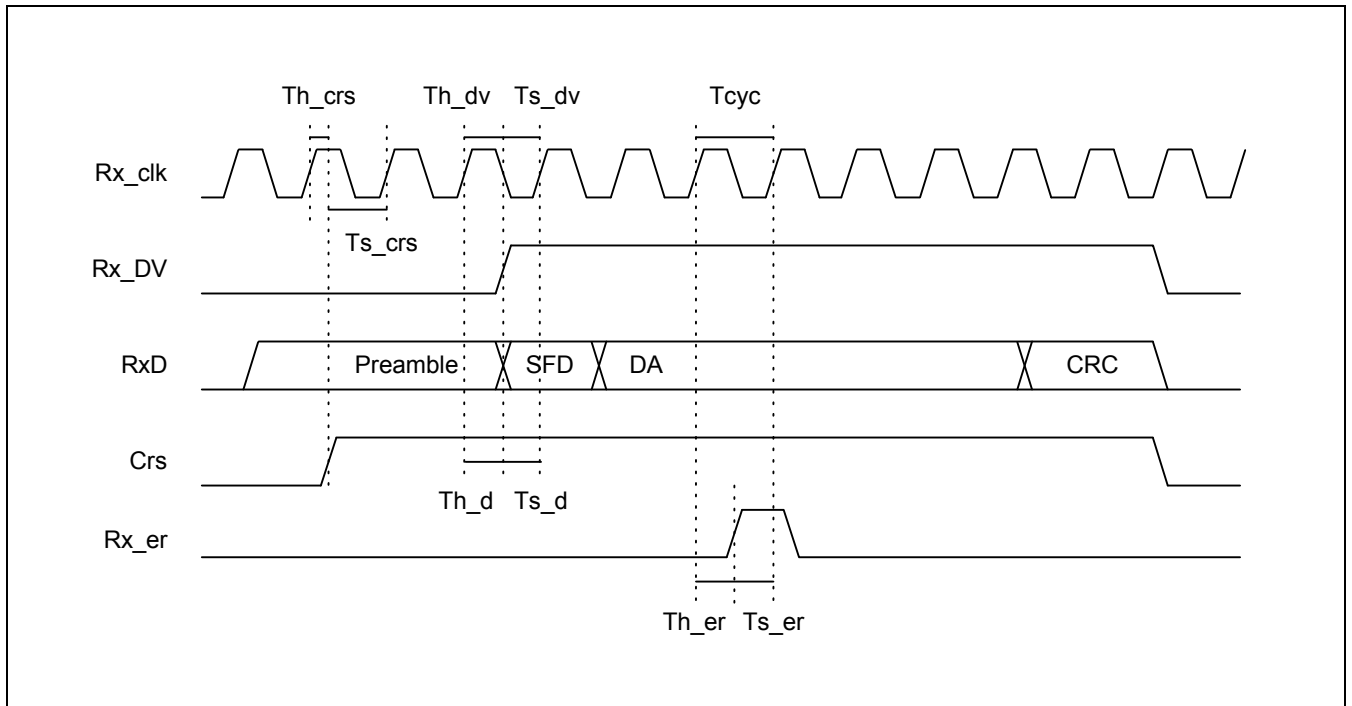 Th_crs Th_dv Ts_dv Tcyc
Rx_clk
Ts_crs
Rx_DV
RxD Preamble SFD DA CRC
Crs
Th_d Ts_d
Rx_er
Th_er Ts_er